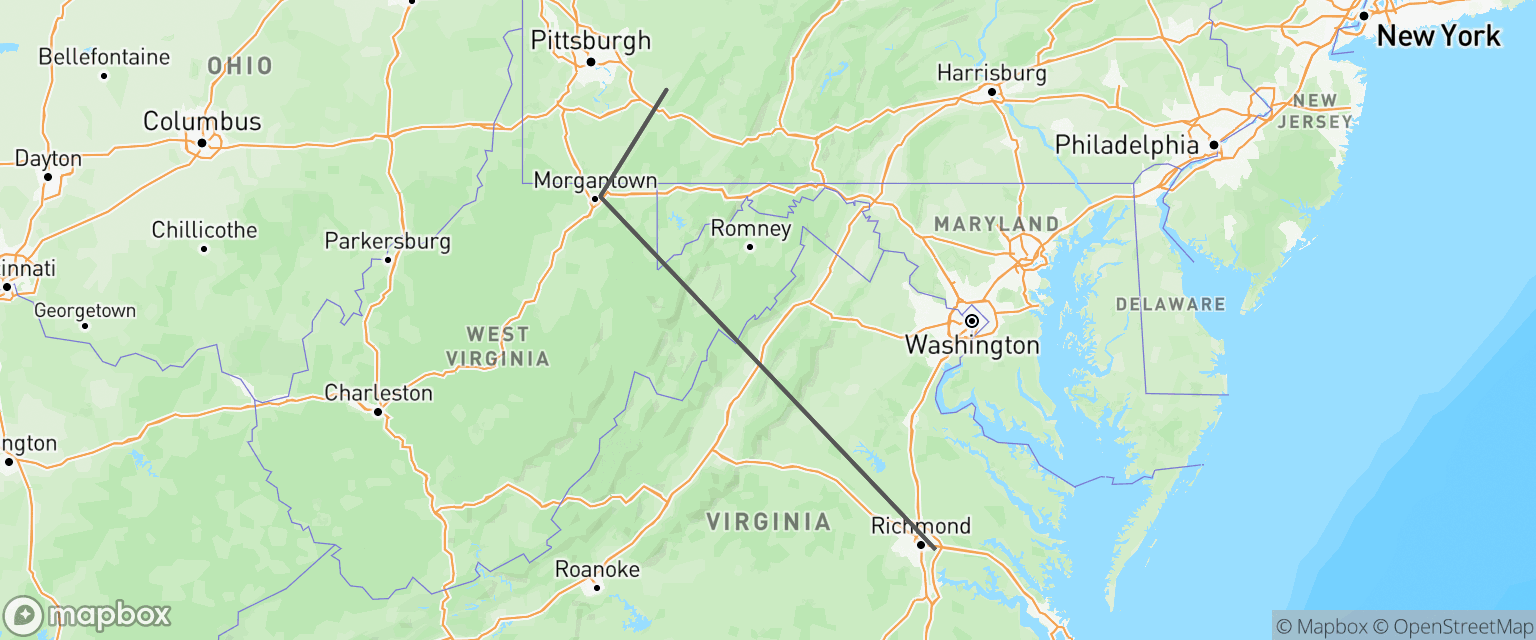 New York
Pittsburgh
Bellefontaine
OHIO
Harrisburg
NEW
JERSEY
Columbus
Philadelphia
Dayton
Morgantown
Chillicothe
Romney
MARYLAND
Parkersburg
cinnati
Georgetown
DELAWARE
WEST
VIRGINIA
Washington
Charleston
ngton
VIRGINIA
Richmond
Roanoke
mapbox
© Mapbox © OpenStreetMap